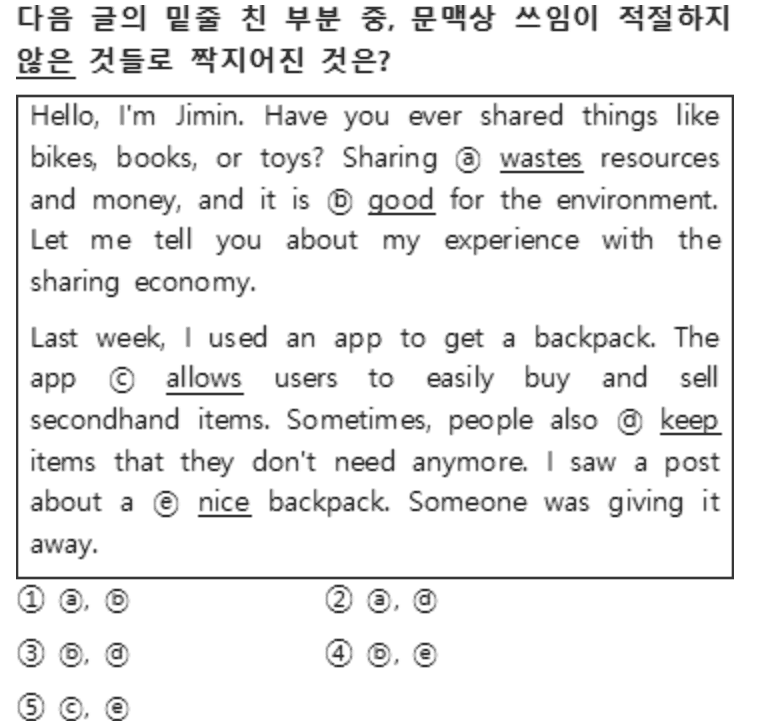 다음 글의 밑줄 친 부분 중, 문맥상 쓰임이 적절하지
않은 것들로 짝지어진 것은?
Hello, I'm Jimin. Have you ever shared things like
bikes, books, or toys? Sharing ⓐ wastes resources
and money, and it is ⓑ good for the environment.
Let me tell you about my experience with the
sharing economy.
Last week, I used an app to get a backpack. The
app ⓒ allows users to easily buy and sell
secondhand items. Sometimes, people also ⓓ keep
items that they don't need anymore. I saw a post
about a ⓔ nice backpack. Someone was giving it
away.
① ⓐ, ⓑ ② ⓐ, ⓓ
③ ⓑ, ⓓ ④ ⓑ, ⓔ
⑤ ⓒ, ⓔ